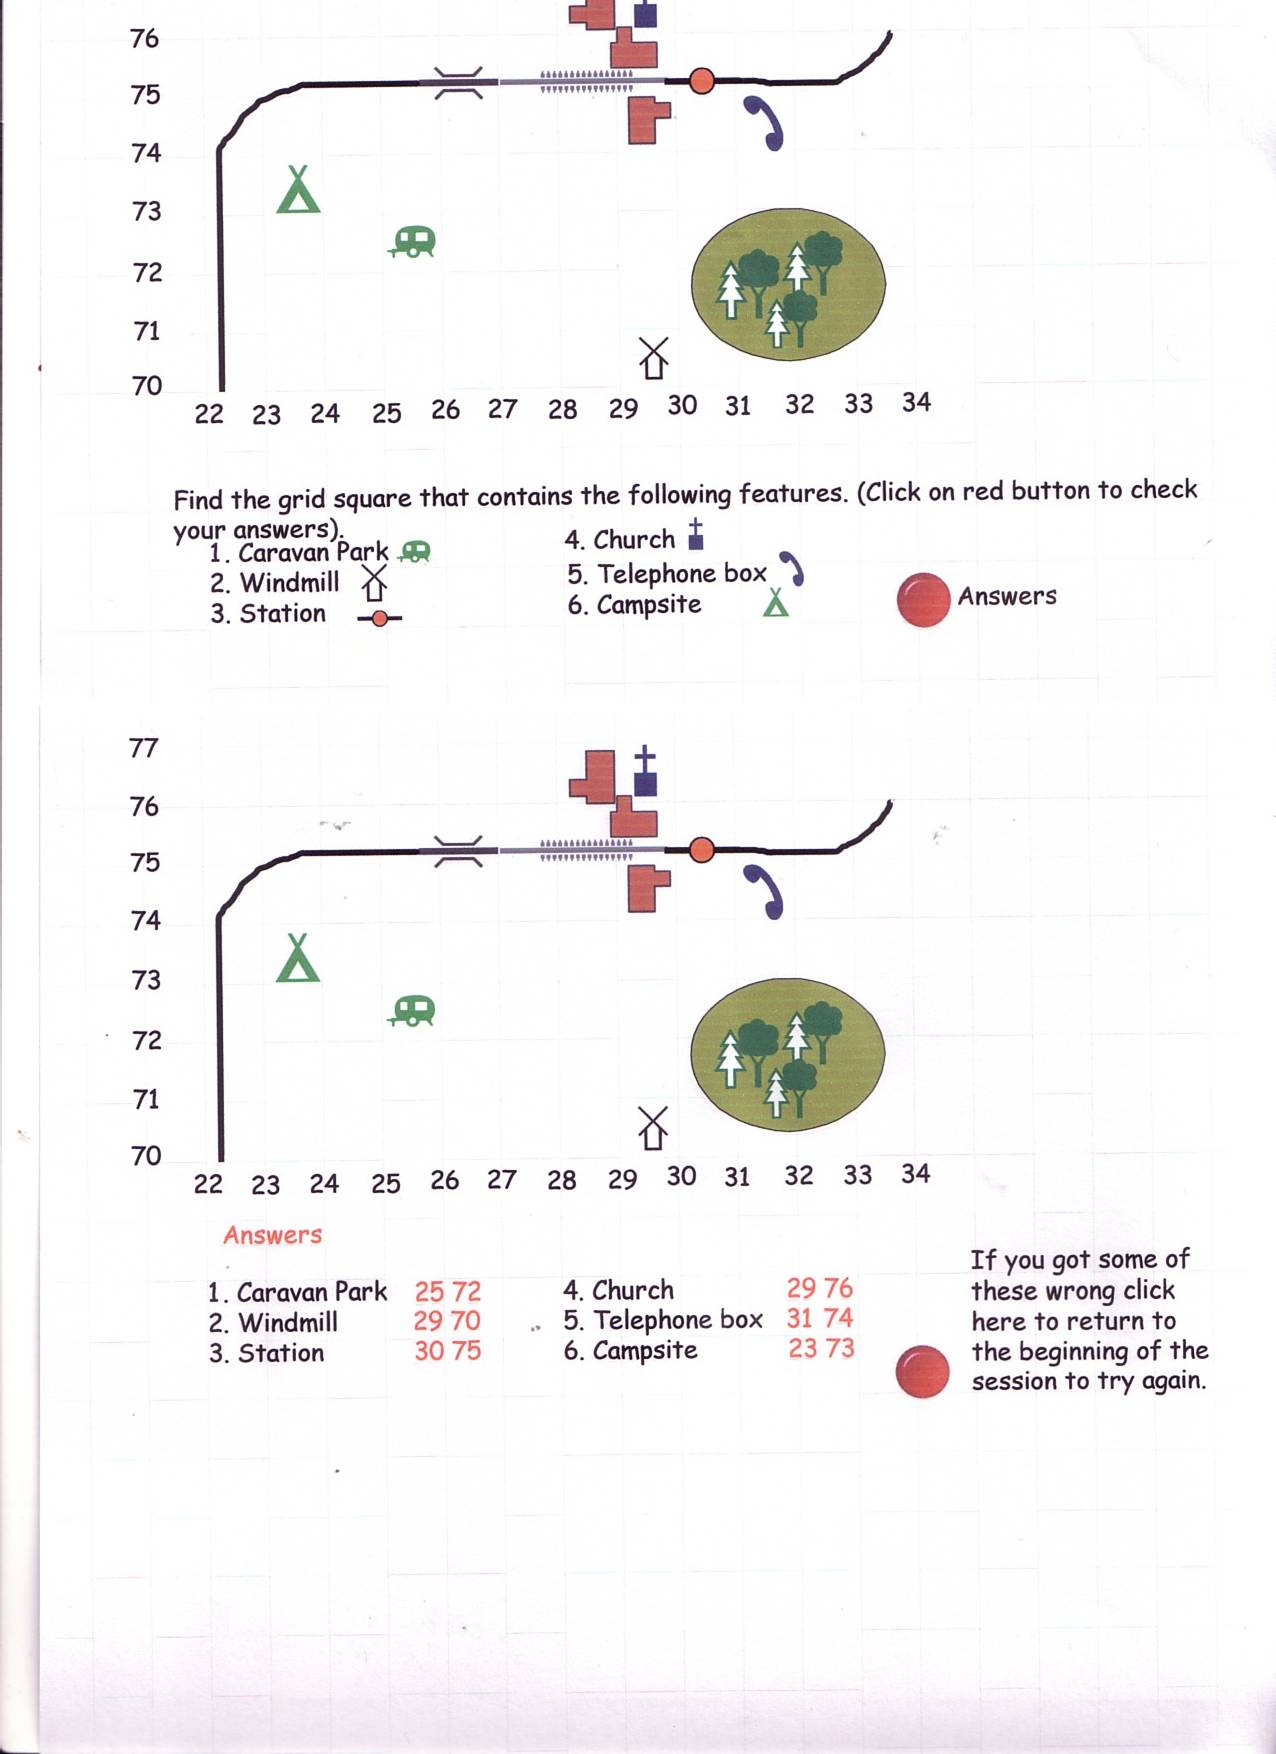 76
75
74
73
72
71
70
22 23 24 25 26 27 28 29 30 31 32 33 34
Find the grid square that contains the following features. (Click on red button to check
your answers).
1. Caravan Park
2. Windmill
3. Station
4. Church
5. Telephone box
6. Campsite
Answers
77
76
75
74
73
72
71
70
22 23 24 25 26 27 28 29 30 31 32 33 34
Answers
1. Caravan Park 25 72
2. Windmill 29 70
3. Station 30 75
4. Church 29 76
5. Telephone box 31 74
6. Campsite 23 73
If you got some of
these wrong click
here to return to
the beginning of the
session to try again.